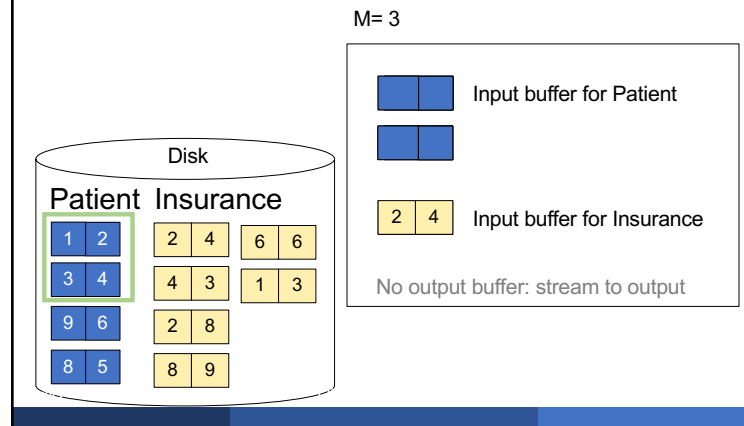 M= 3
Input buffer for Patient
2 4 Input buffer for Insurance
No output buffer: stream to output
Disk
Patient Insurance
1 2 2 4 6 6
3 4 4 3 1 3
9 6 2 8
8 5 8 9